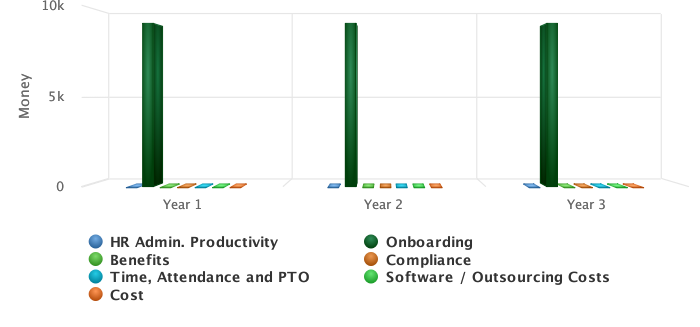 10k
5k
0
Money
Year 1 Year 2 Year 3
HR Admin. Productivity Onboarding
Benefits Compliance
Time, Attendance and PTO Software / Outsourcing Costs
Cost